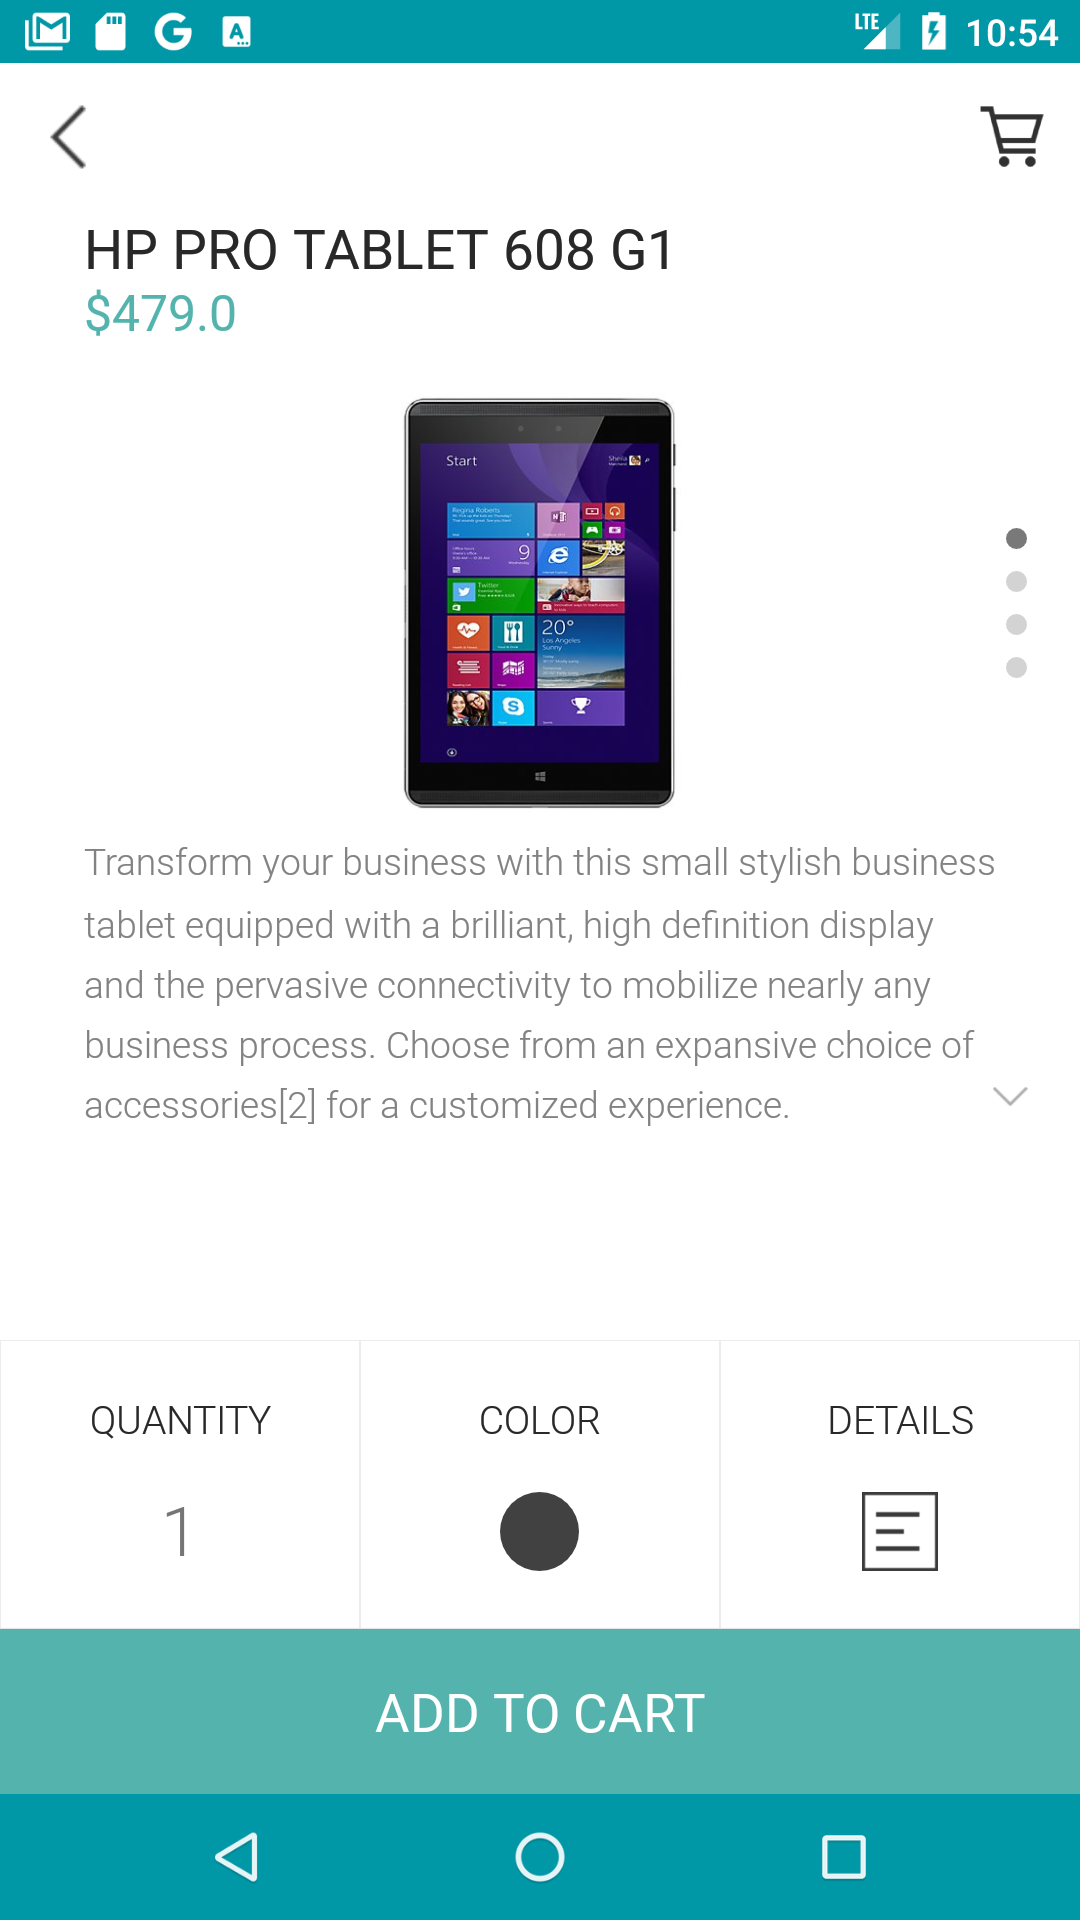 LTE 10:54
HP PRO TABLET 608 G1
$479.0
Start
Regina Roberts
9
Twitter
20°
Los Angeles
Sunny
Transform your business with this small stylish business
tablet equipped with a brilliant, high definition display
and the pervasive connectivity to mobilize nearly any
business process. Choose from an expansive choice of
accessories[2] for a customized experience.
QUANTITY COLOR DETAILS
1
ADD TO CART